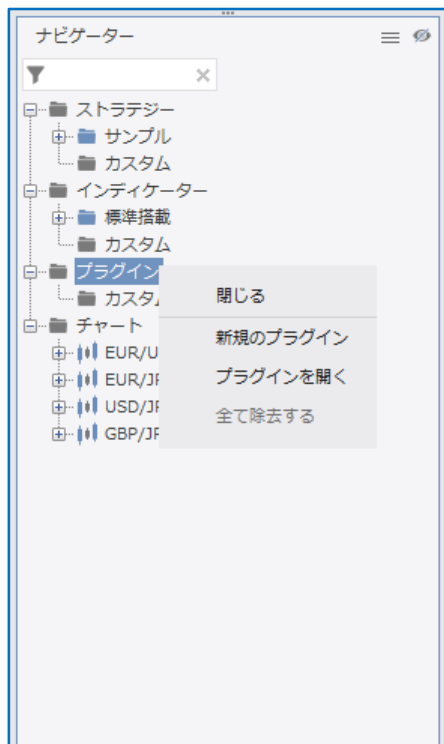 ナビゲーター
ストラテジー
サンプル
カスタム
インディケーター
標準搭載
カスタム
プラグイン
カスタ
閉じる
新規のプラグイン
プラグインを開く
全て除去する
チャート
EUR/U
EUR/JP
USD/JP
GBP/JP